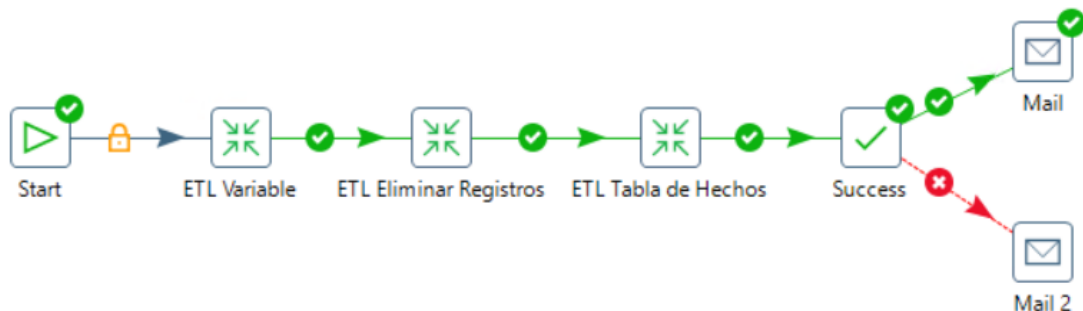 Mail
Start
ETL Variable
ETL Eliminar Registros
ETL Tabla de Hechos
Success
Mail 2